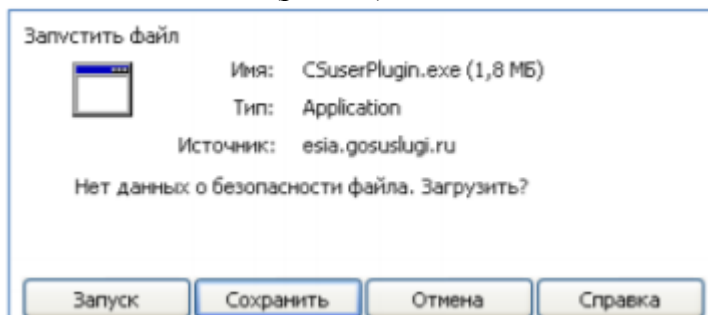 Запустить файл
Имя: CSuserPlugin.exe (1,8 МБ)
Тип: Application
Источник: esia.gosuslugi.ru
Нет данных о безопасности файла. Загрузить?
Запуск Сохранить Отмена Справка